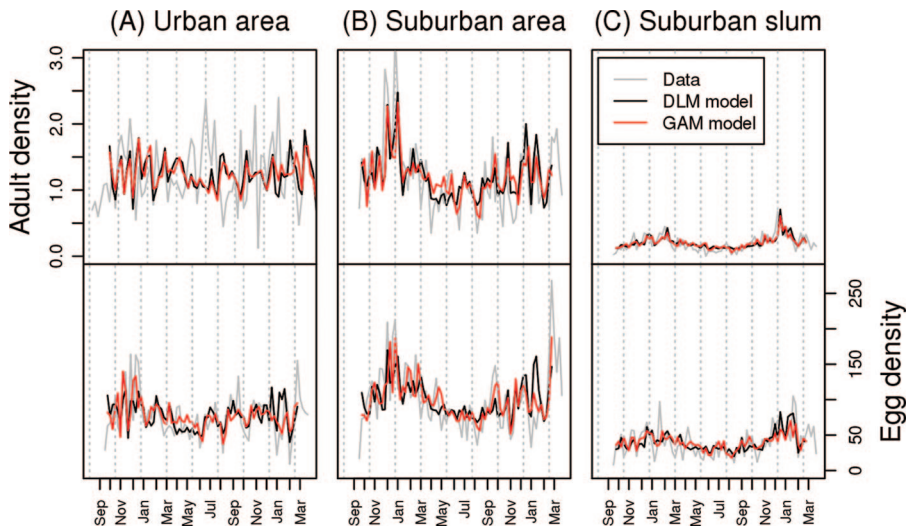 (A) Urban area (B) Suburban area (C) Suburban slum
Adult density
3.0
2.0
1.0
0.0
Data
DLM model
GAM model
250
150
50
0
Egg density
Sep Nov Jan Mar May Jul Sep Nov Jan Mar
Sep Nov Jan Mar May Jul Sep Nov Jan Mar
Sep Nov Jan Mar May Jul Sep Nov Jan Mar